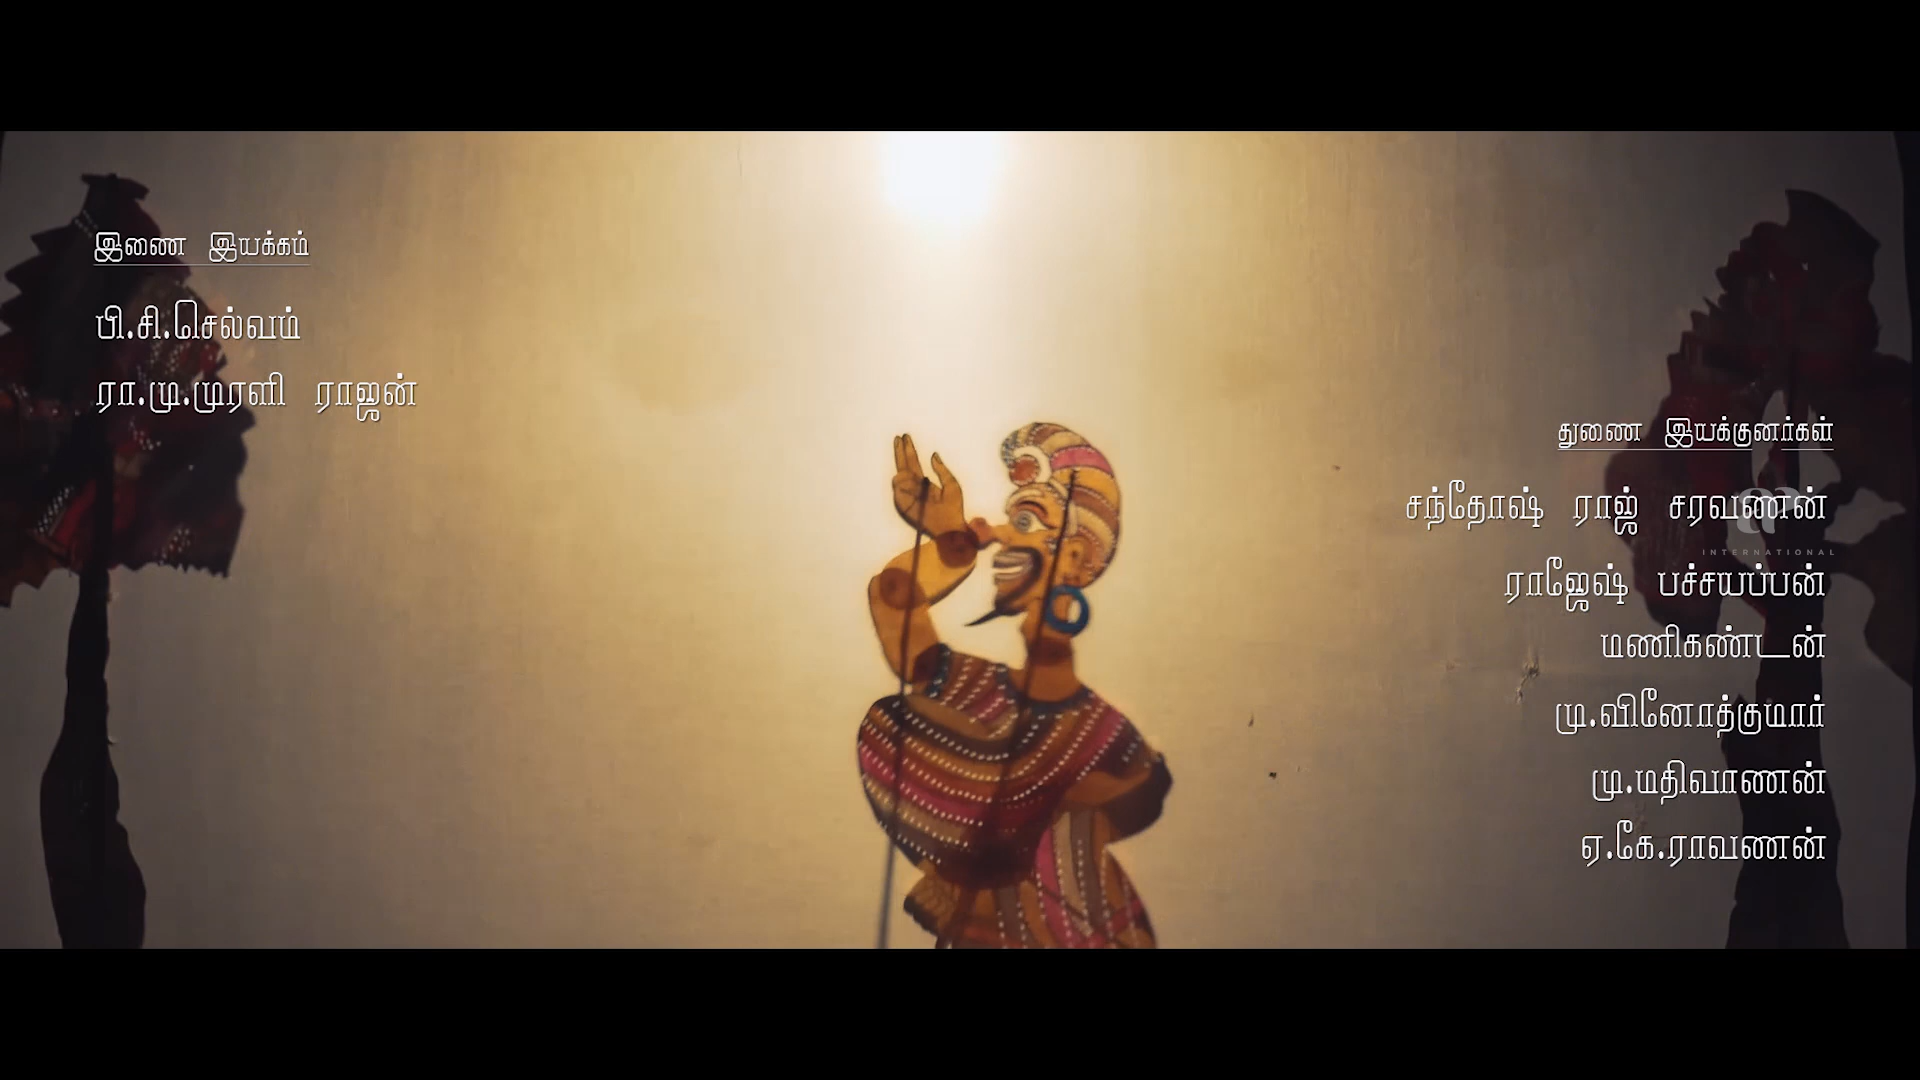 இணை இயக்கம்
பி.சி.செல்வம்
ரா.மு.முரளி ராஜன்
துணை இயக்குனர்கள்
சந்தோஷ் ராஜ் சரவணன்
INTERNATIONAL
ராஜேஷ் பச்சயப்பன்
மணிகண்டன்
மு.வினோத்குமார்
மு.மதிவாணன்
ஏ.கே.ராவணன்